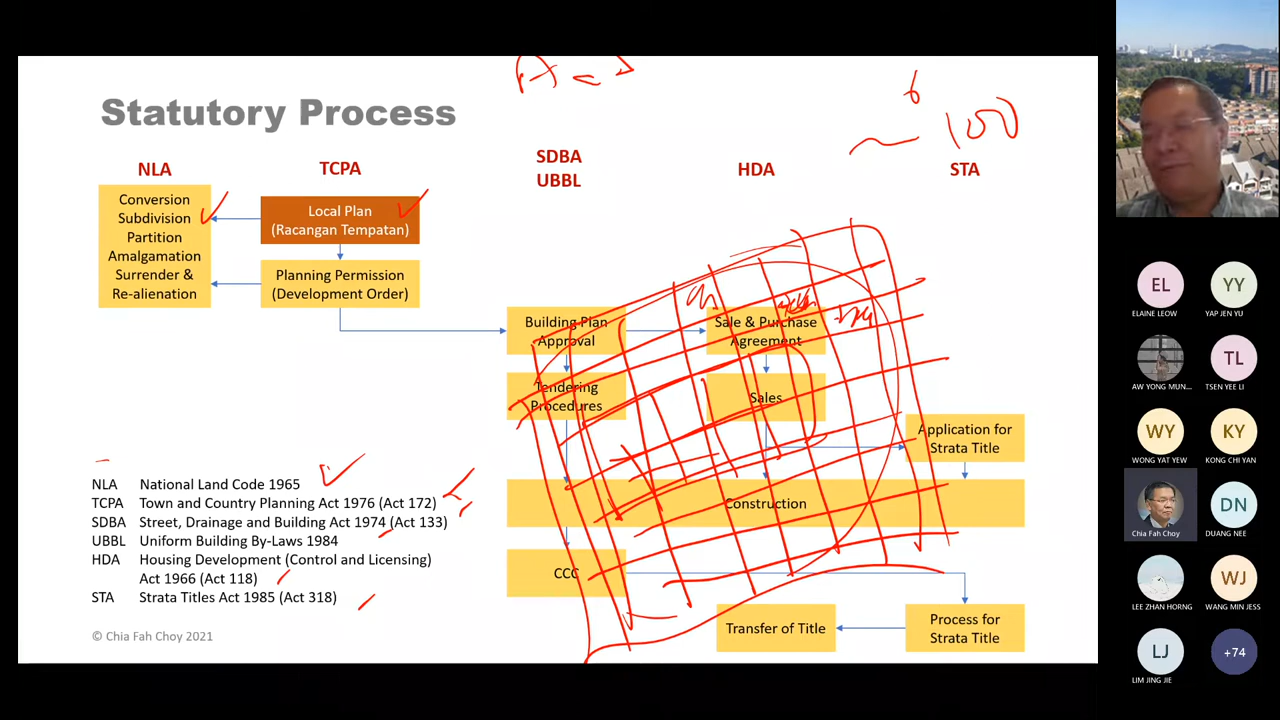 Statutory Process
NLA
TCPA
SDBA
UBBL
HDA
STA
6
~ 100
Conversion
Subdivision
Partition
Amalgamation
Surrender &
Re-alienation
Local Plan
(Racangan Tempatan)
Planning Permission
(Development Order)
Building Plan
Approval
Sale & Purchase
Agreement
Tendering
Procedures
Sales
Application for
Strata Title
Construction
CCC
Transfer of Title
Process for
Strata Title
NLA National Land Code 1965
TCPA Town and Country Planning Act 1976 (Act 172)
SDBA Street, Drainage and Building Act 1974 (Act 133)
UBBL Uniform Building By-Laws 1984
HDA Housing Development (Control and Licensing)
Act 1966 (Act 118)
STA Strata Titles Act 1985 (Act 318)
© Chia Fah Choy 2021
EL
ELAINE LEOW
YY
YAP JEN YU
AW YONG MUN...
TL
TSEN YEE LI
WY
WONG YAT YEW
KY
KONG CHI YAN
Chia Fah Choy
DN
DUANG NEE
LEE ZHAN HORNG
WJ
WANG MIN JESS
LJ
LIM JING JIE
+74